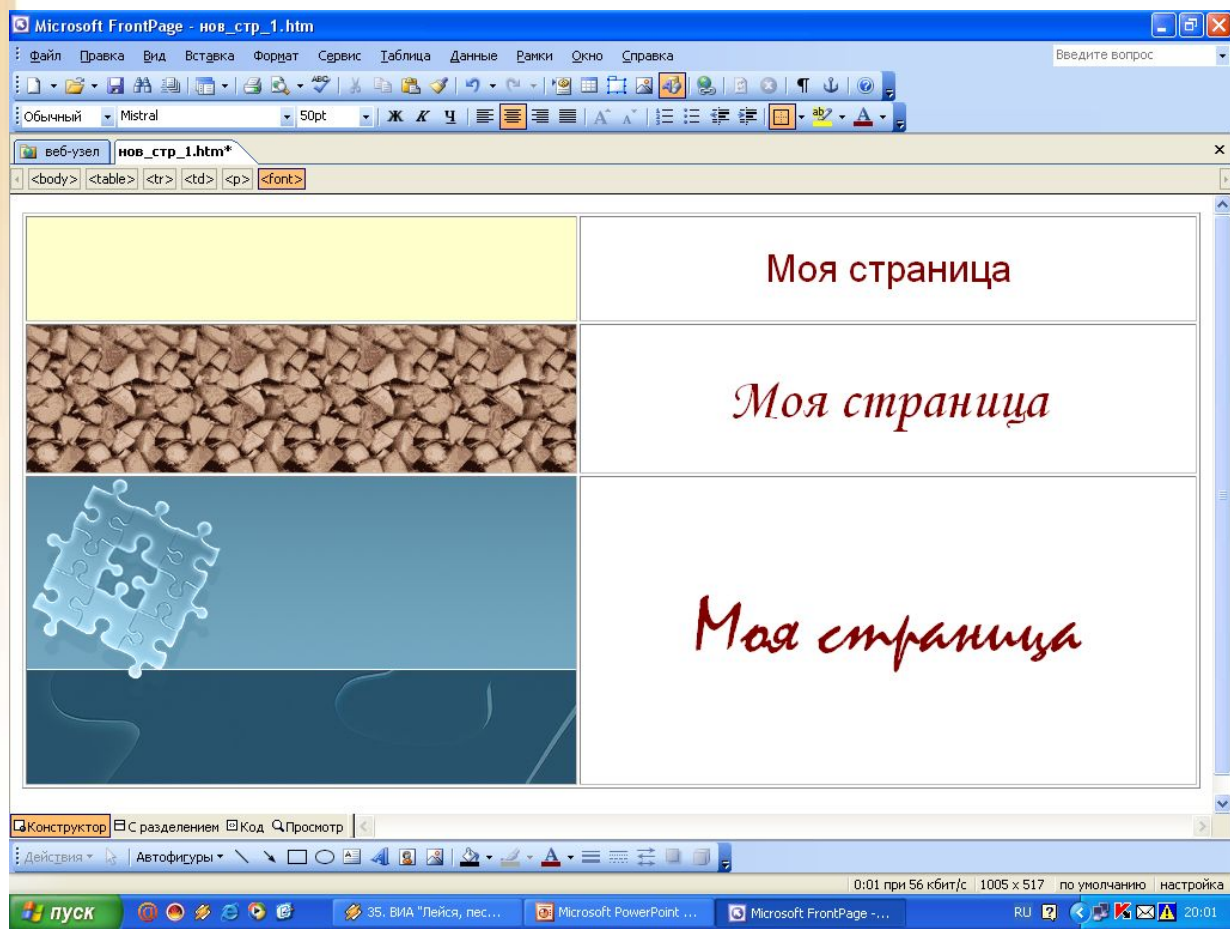 Microsoft FrontPage - нов_стр_1.htm
Файл Правка Вид Вставка Формат Сервис Таблица Данные Рамки Окно Справка Введите вопрос
Обычный Mistral 50pt Ж К Ч
веб-узел нов_стр_1.htm*
<body> <table> <tr> <td> <p> <font>
Моя страница
Моя страница
Моя страница
Конструктор С разделением Код Просмотр
Действия Автофигуры
0:01 при 56 кбит/с 1005 x 517 по умолчанию настройка
пуск 35. ВИА "Лейся, пес... Microsoft PowerPoint ... Microsoft FrontPage -... RU 20:01